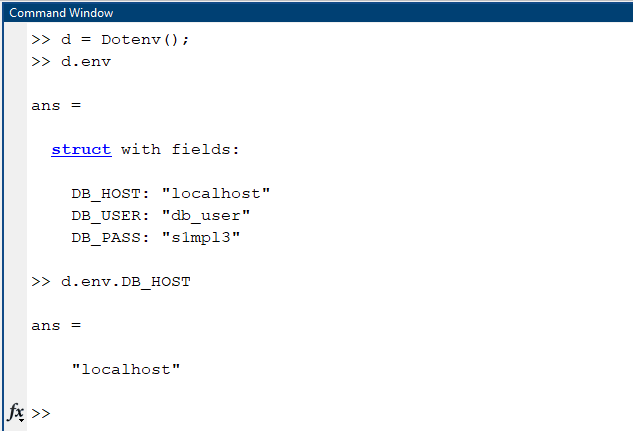 Command Window
>> d = Dotenv();
>> d.env
ans =
struct with fields:
DB_HOST: "localhost"
DB_USER: "db_user"
DB_PASS: "s1mpl3"
>> d.env.DB_HOST
ans =
"localhost"
fx >>